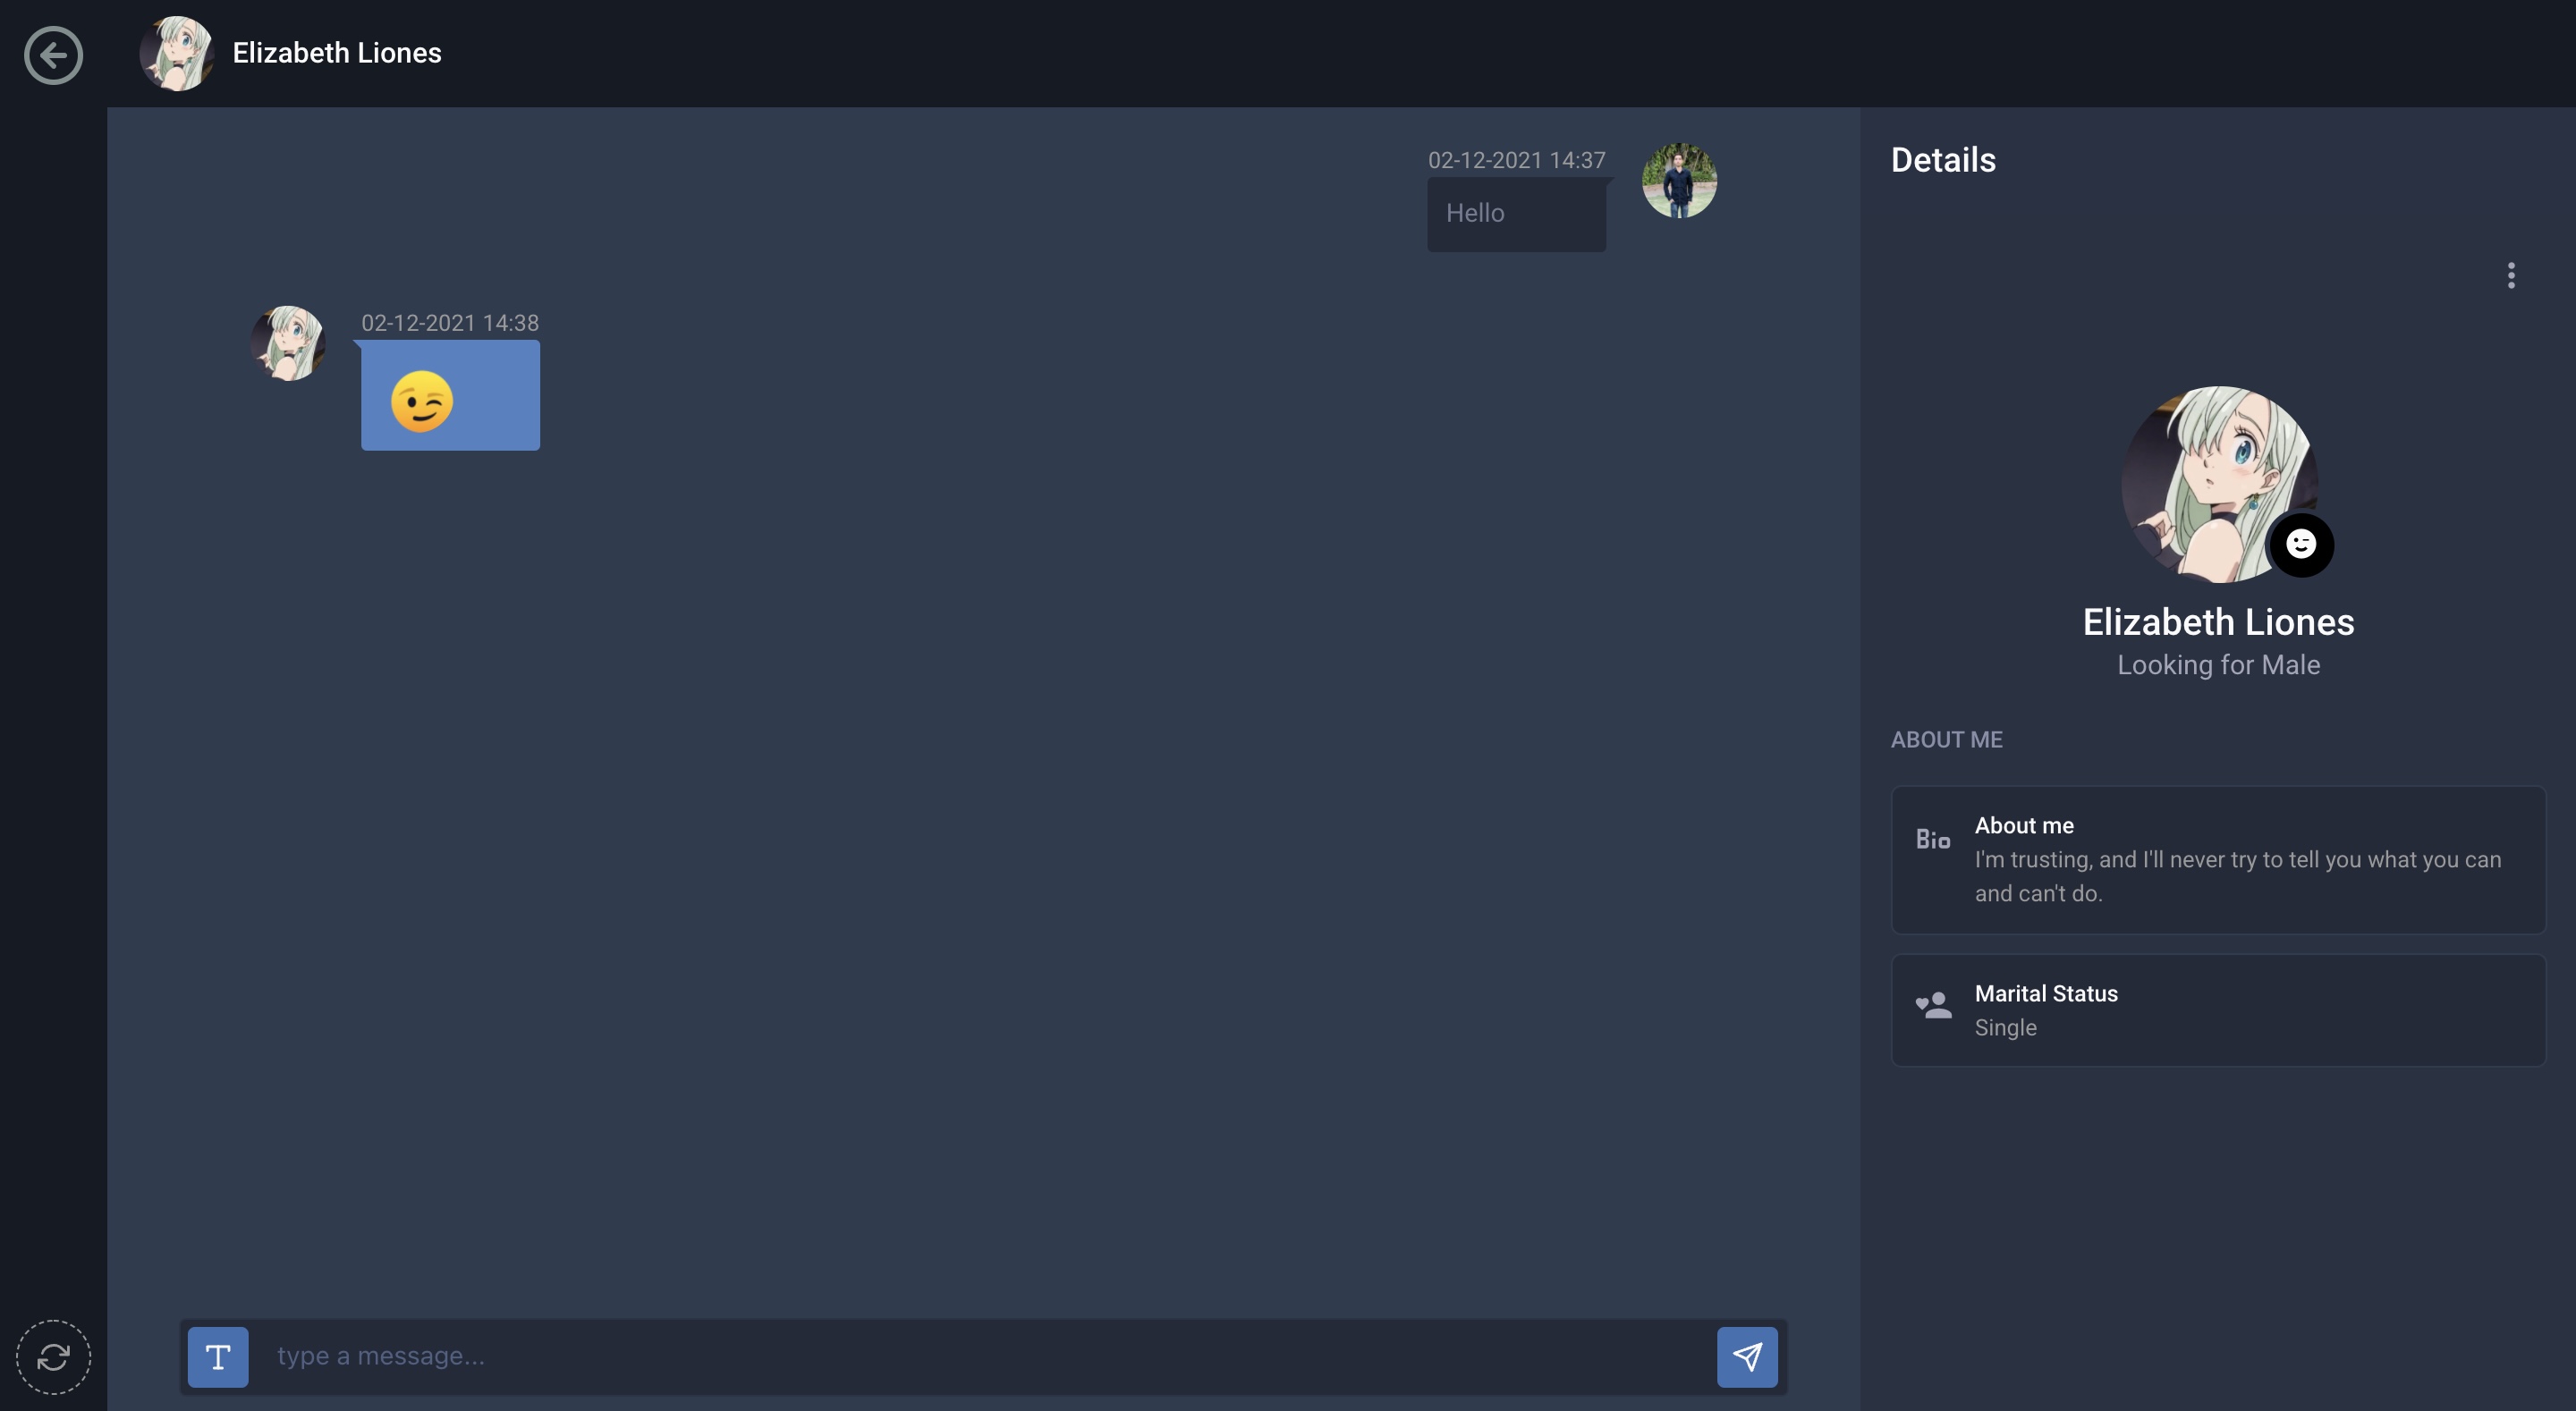 Elizabeth Liones
02-12-2021 14:37
Hello
02-12-2021 14:38
T
type a message...
Details
Elizabeth Liones
Looking for Male
ABOUT ME
Bio
About me
I'm trusting, and I'll never try to tell you what you can
and can't do.
Marital Status
Single